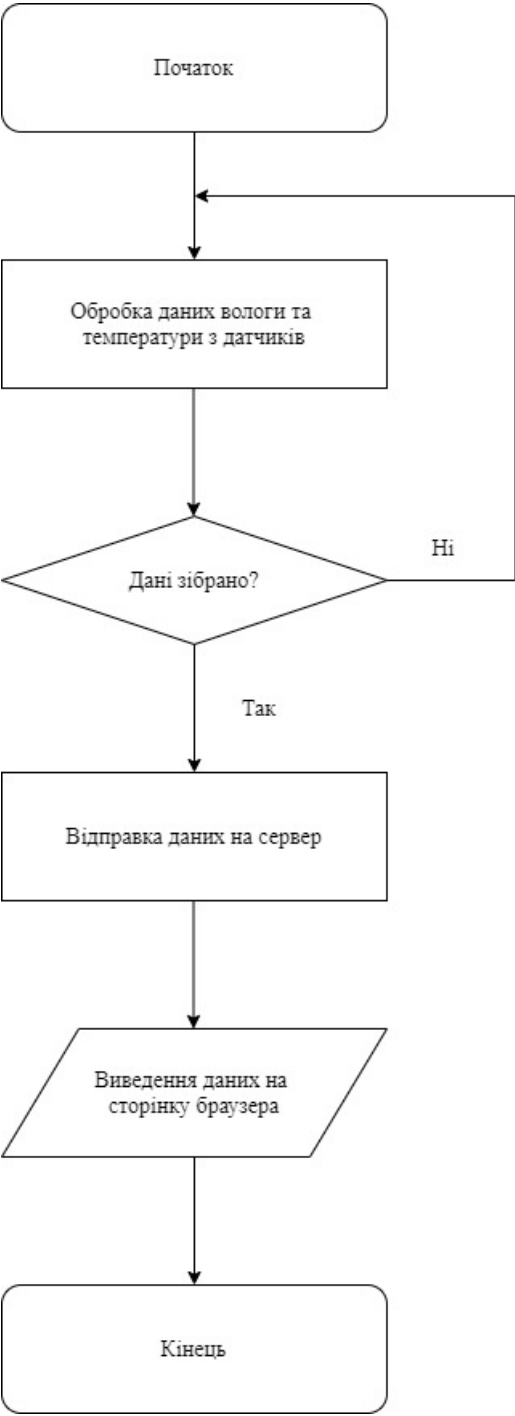 Початок
Обробка даних вологи та
температури з датчиків
Дані зібрано?
Ні
Так
Відправка даних на сервер
Виведення даних на
сторінку браузера
Кінець